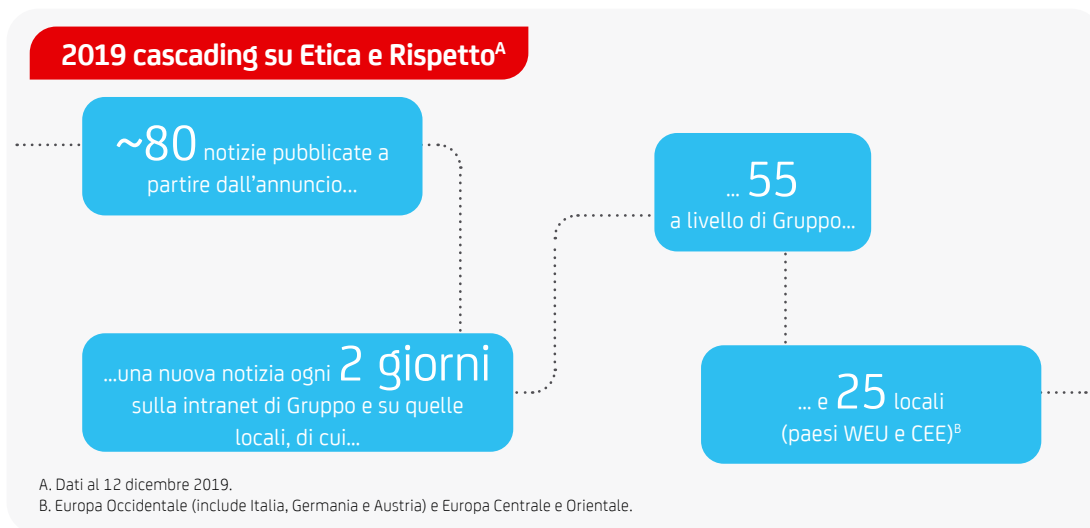 2019 cascading su Etica e Rispettoᴬ
~80 notizie pubblicate a
partire dall'annuncio...
...una nuova notizia ogni 2 giorni
sulla intranet di Gruppo e su quelle
locali, di cui...
... 55
a livello di Gruppo...
... e 25 locali
(paesi WEU e CEE)ᴮ
A. Dati al 12 dicembre 2019.
B. Europa Occidentale (include Italia, Germania e Austria) e Europa Centrale e Orientale.